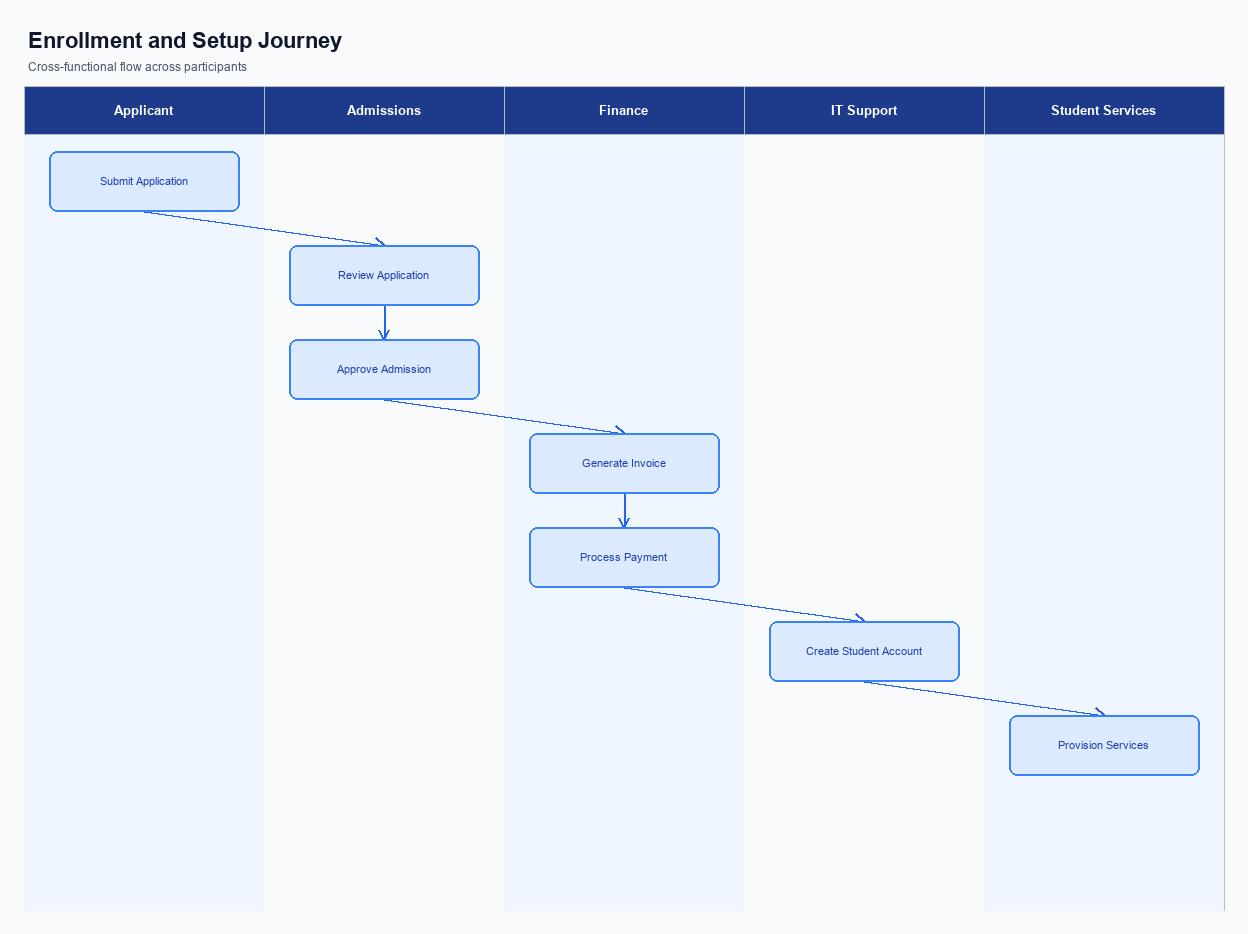 Enrollment and Setup Journey
Cross-functional flow across participants
Applicant
Admissions
Finance
IT Support
Student Services
Submit Application
Review Application
Approve Admission
Generate Invoice
Process Payment
Create Student Account
Provision Services